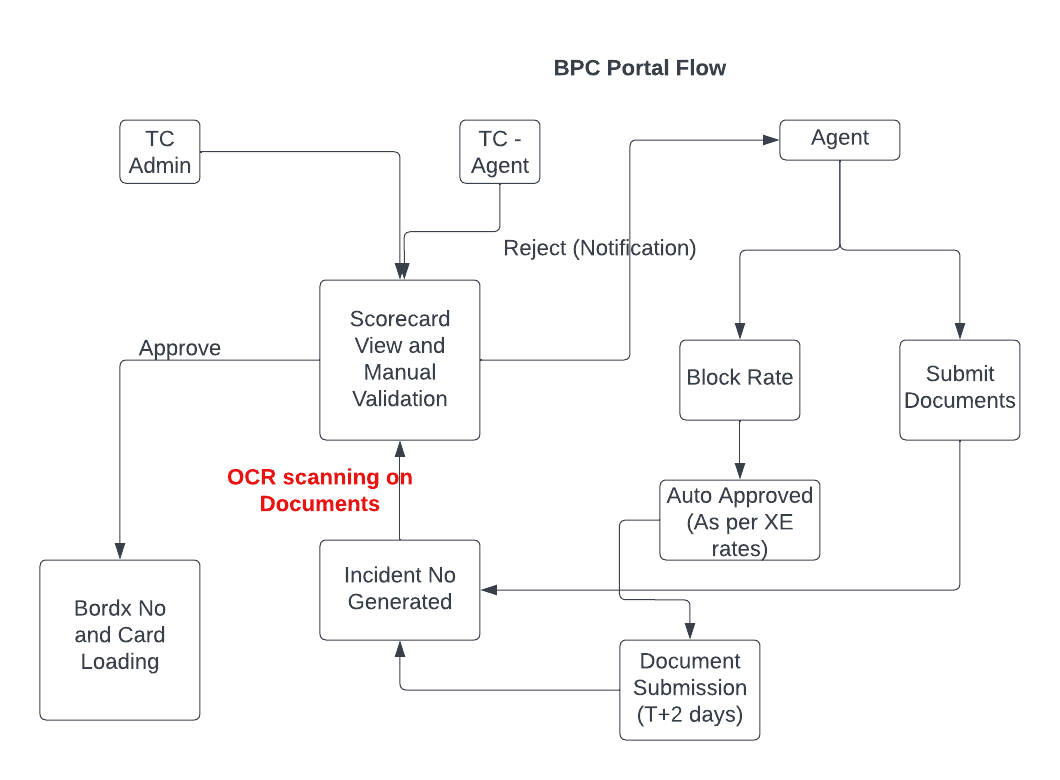 BPC Portal Flow
TC
Admin
TC -
Agent
Agent
Reject (Notification)
Scorecard
View and
Manual
Validation
Approve
Block Rate
Submit
Documents
OCR scanning on
Documents
Auto Approved
(As per XE
rates)
Incident No
Generated
Bordx No
and Card
Loading
Document
Submission
(T+2 days)